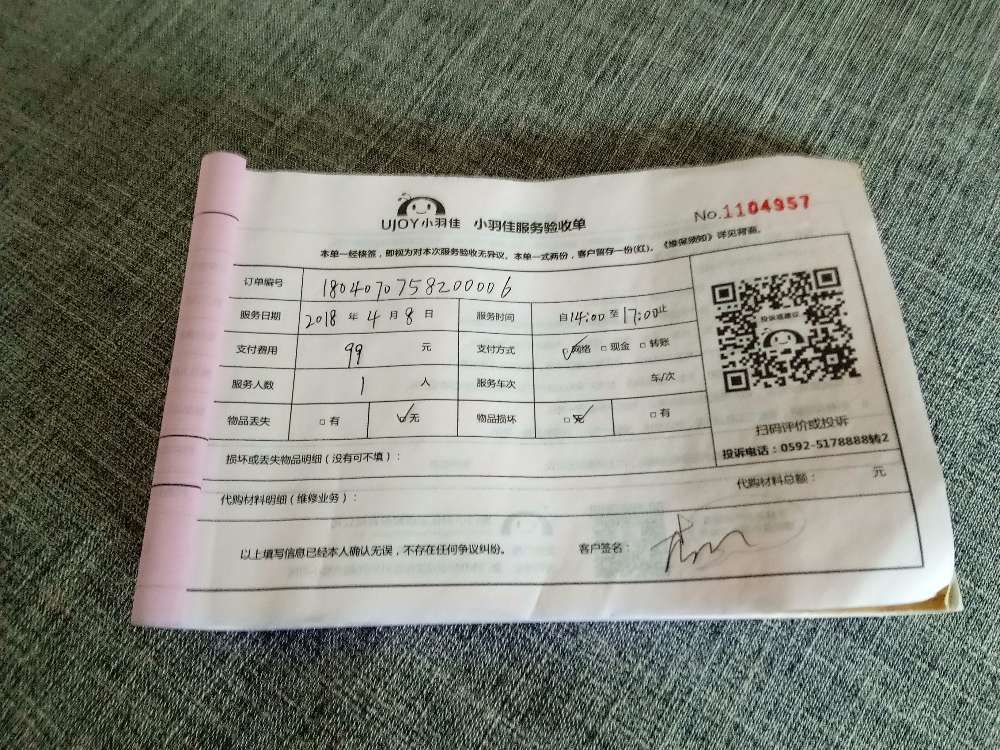 UJOY小羽佳 小羽佳服务验收单 No.1104957
本单一经核签，即视为对本次服务验收无异议。本单一式两份，客户留存一份(红)。《维保须知》详见背面。
订单编号 180407075820000 6
服务日期 2018 年 4 月 8 日 服务时间 自14:00至17:00止
支付费用 99 元 支付方式 网络 □ 现金 □ 转账
服务人数 1 人 服务车次 车/次
物品丢失 □ 有 ☑无 物品损坏 ☑无 □ 有
投诉或建议
扫码评价或投诉
投诉电话：0592-5178888转2
损坏或丢失物品明细（没有可不填）：
代购材料明细（维修业务）： 代购材料总额： 元
以上填写信息已经本人确认无误，不存在任何争议纠纷。 客户签名：